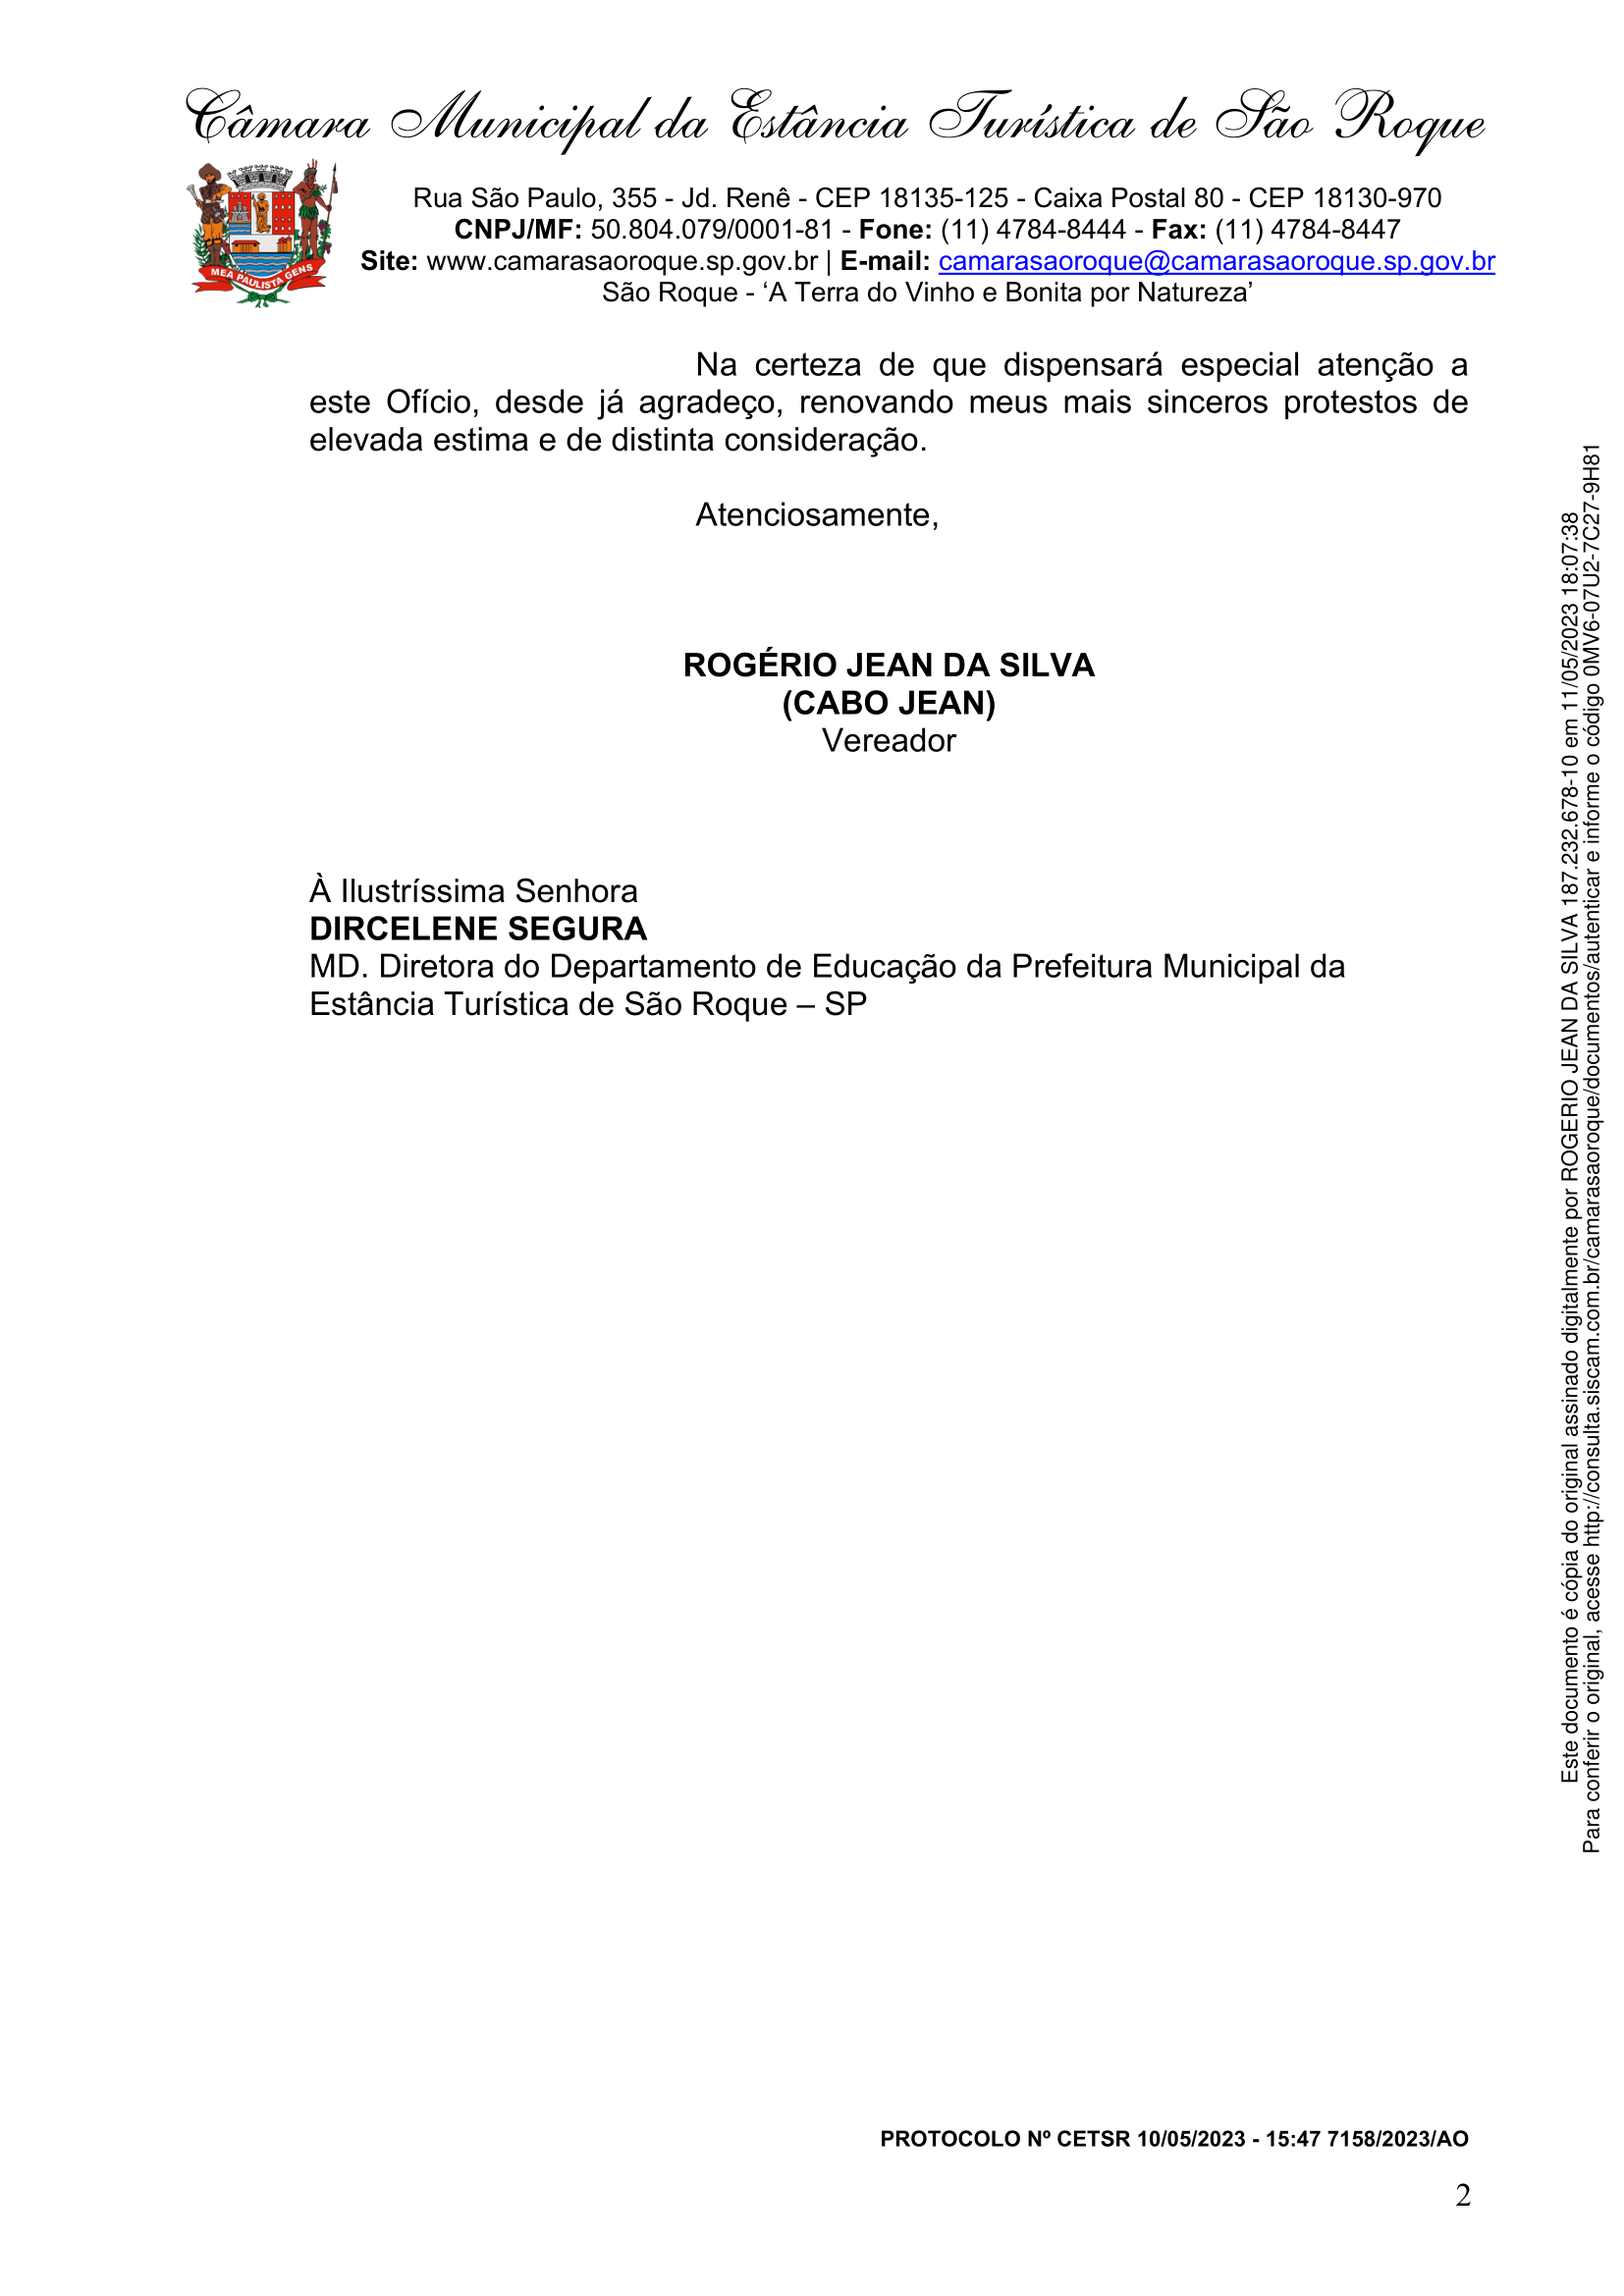 Câmara Municipal da Estância Turística de São Roque
MEA PAULISTA GENS
Rua São Paulo, 355 - Jd. Renê - CEP 18135-125 - Caixa Postal 80 - CEP 18130-970
CNPJ/MF: 50.804.079/0001-81 - Fone: (11) 4784-8444 - Fax: (11) 4784-8447
Site: www.camarasaoroque.sp.gov.br | E-mail: camarasaoroque@camarasaoroque.sp.gov.br
São Roque - ‘A Terra do Vinho e Bonita por Natureza’
Na certeza de que dispensará especial atenção a
este Ofício, desde já agradeço, renovando meus mais sinceros protestos de
elevada estima e de distinta consideração.
Atenciosamente,
ROGÉRIO JEAN DA SILVA
(CABO JEAN)
Vereador
À Ilustríssima Senhora
DIRCELENE SEGURA
MD. Diretora do Departamento de Educação da Prefeitura Municipal da
Estância Turística de São Roque – SP
PROTOCOLO Nº CETSR 10/05/2023 - 15:47 7158/2023/AO
2
Este documento é cópia do original assinado digitalmente por ROGERIO JEAN DA SILVA 187.232.678-10 em 11/05/2023 18:07:38
Para conferir o original, acesse http://consulta.siscam.com.br/camarasaoroque/documentos/autenticar e informe o código 0MV6-07U2-7C27-9H81